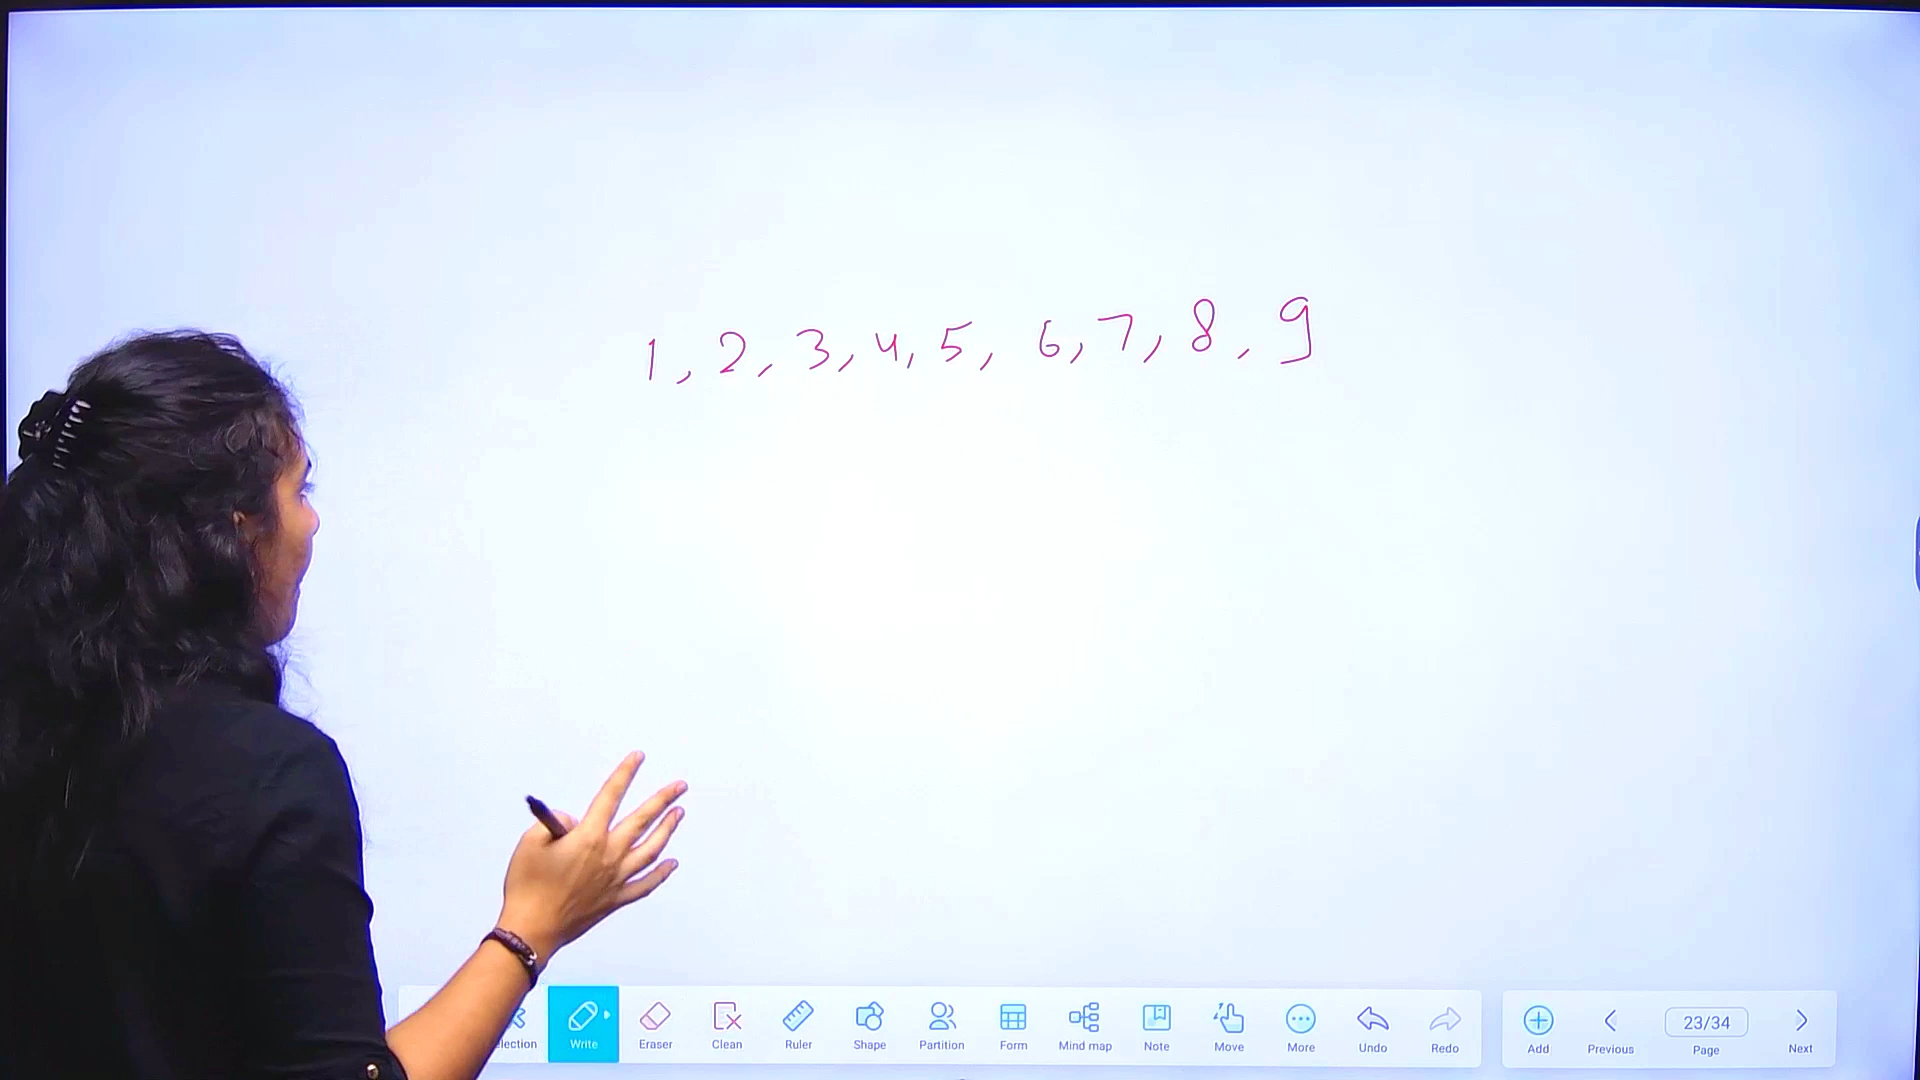 1, 2, 3, 4, 5, 6, 7, 8, 9
Write Eraser Clean Ruler Shape Partition Form Mind map Note Move More Undo Redo Add Previous 23/34 Page Next